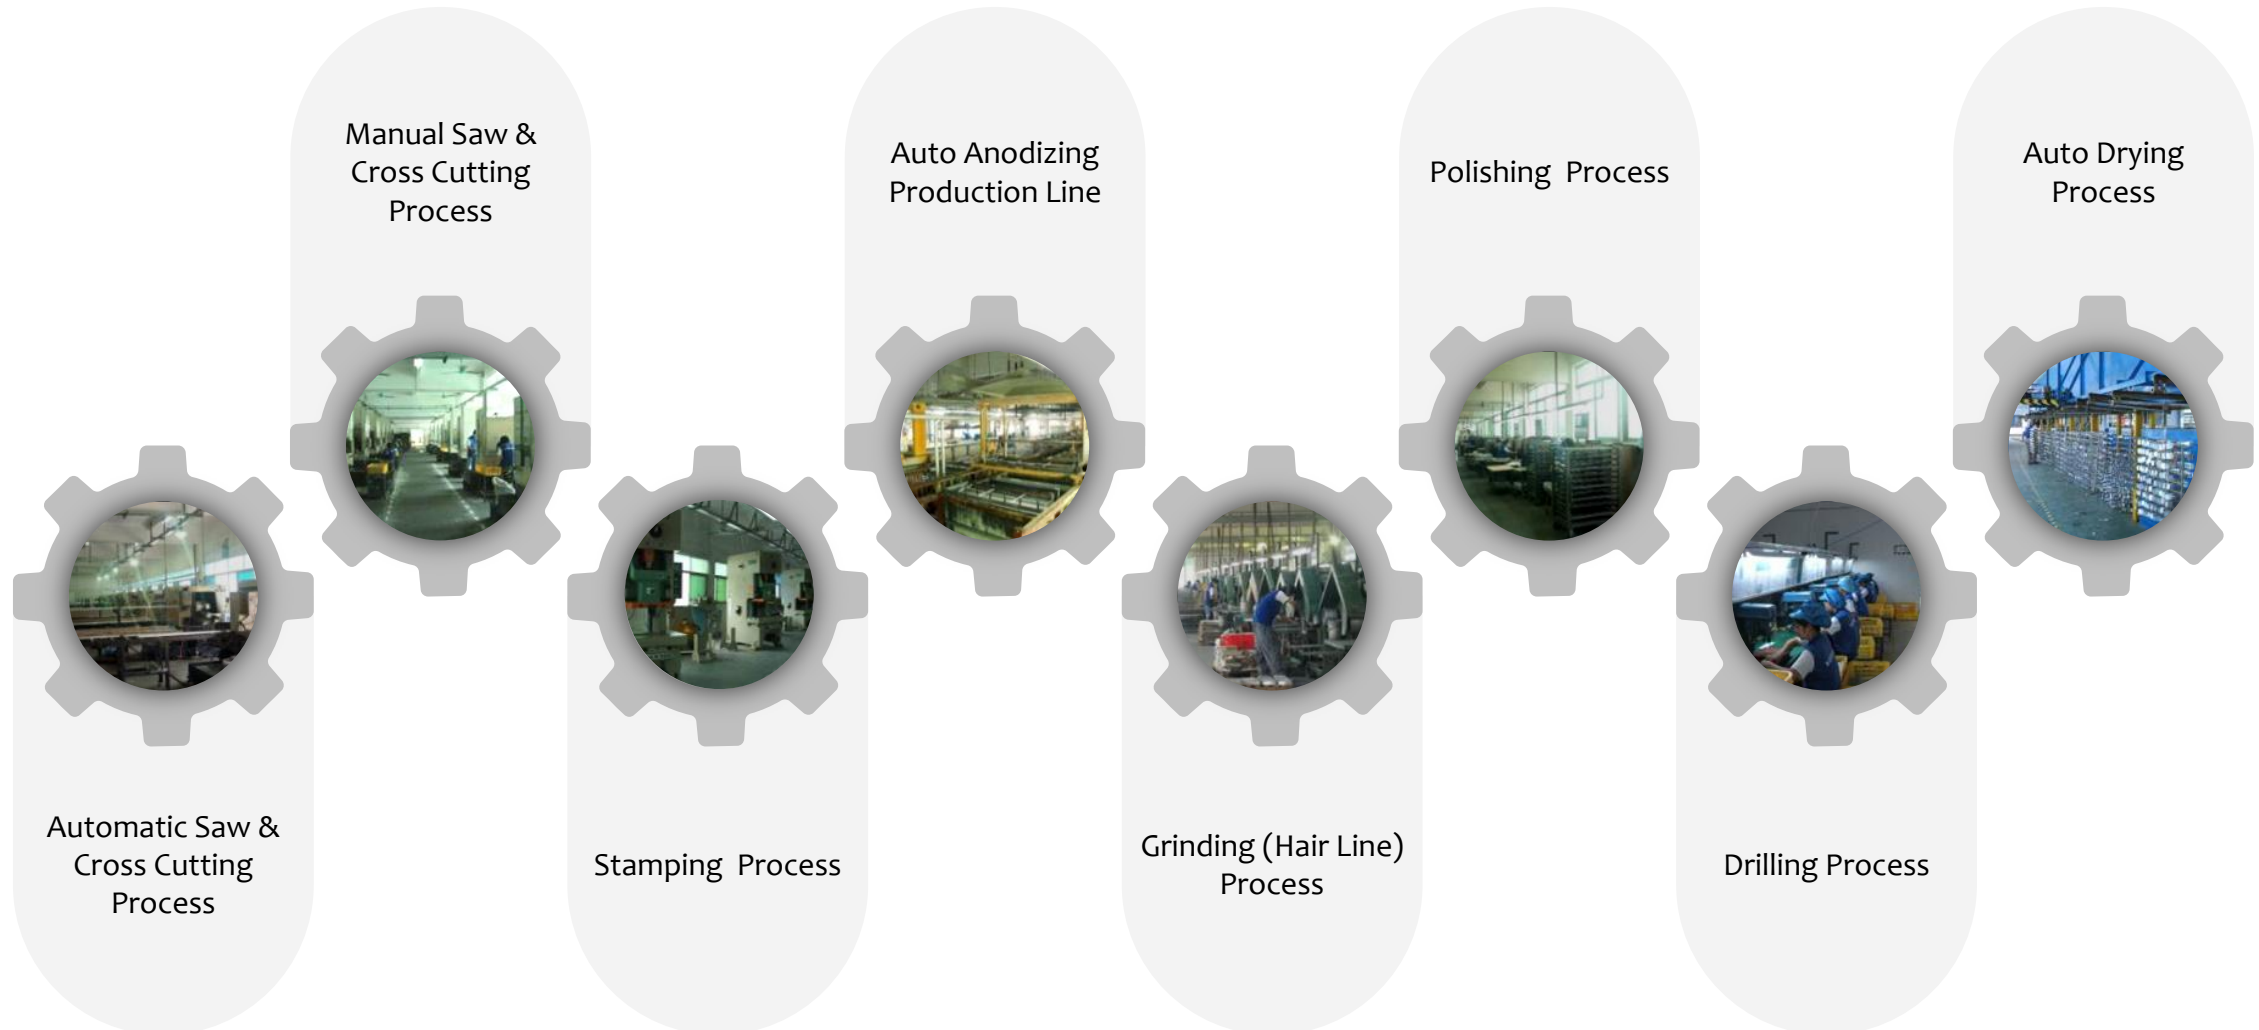 Automatic Saw &
Cross Cutting
Process
Manual Saw &
Cross Cutting
Process
Stamping  Process
Auto Anodizing
Production Line
Grinding (Hair Line)
Process
Polishing  Process
Drilling Process
Auto Drying
Process